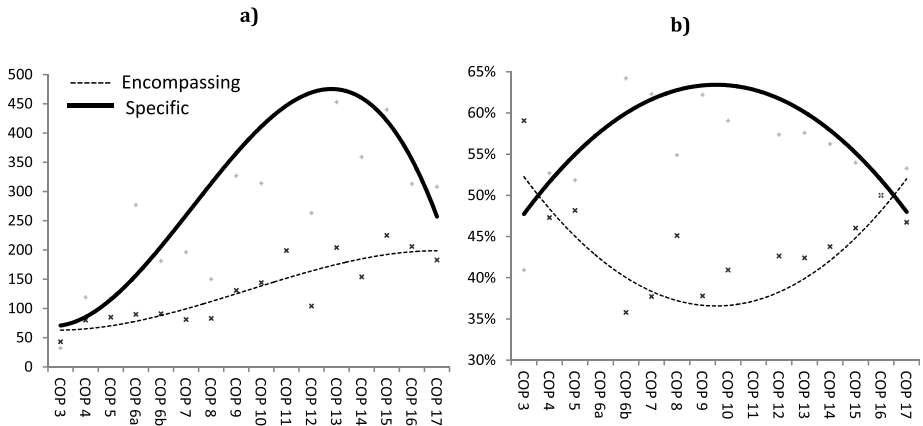 a)
b)
Encompassing
Specific
500
450
400
350
300
250
200
150
100
50
0
COP 3
COP 4
COP 5
COP 6a
COP 6b
COP 7
COP 8
COP 9
COP 10
COP 11
COP 12
COP 13
COP 14
COP 15
COP 16
COP 17
65%
60%
55%
50%
45%
40%
35%
30%
COP 3
COP 4
COP 5
COP 6a
COP 6b
COP 7
COP 8
COP 9
COP 10
COP 11
COP 12
COP 13
COP 14
COP 15
COP 16
COP 17